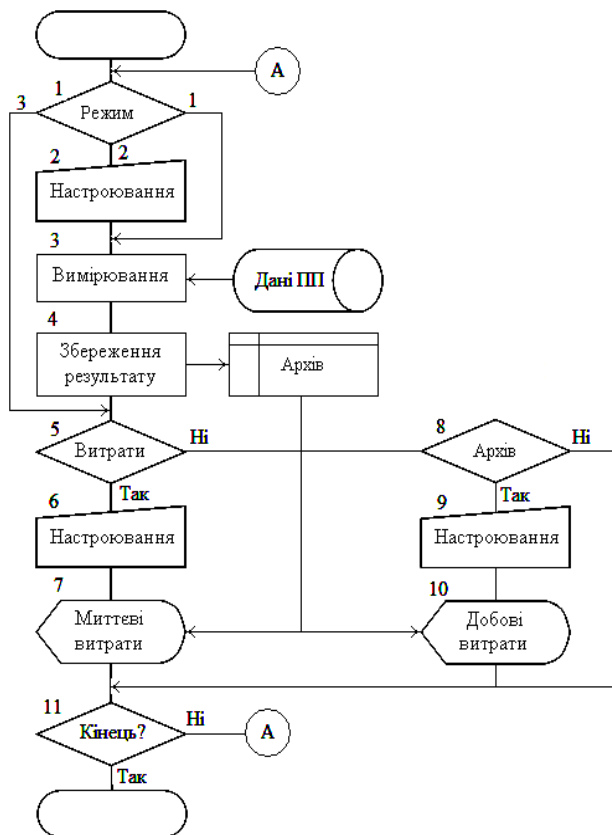 А
1
3
1
Режим
2
2
Настроювання
3
Вимірювання
Дані ПП
4
Збереження
результату
Архів
5
Витрати
Ні
8
Архів
Ні
Так
Так
6
Настроювання
9
Настроювання
7
Миттєві
витрати
10
Добові
витрати
11
Кінець?
Ні
А
Так